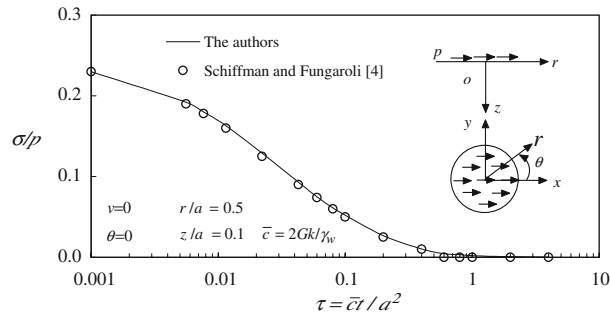 The authors
Schiffman and Fungaroli [4]
σ/p
0.3
0.2
0.1
0.0
0.001
0.01
0.1
1
10
τ = c̄t / a²
ν=0 r/a = 0.5
θ=0 z/a = 0.1 c̄ = 2Gk/γ_w
p
r
o
z
y
r
θ
x